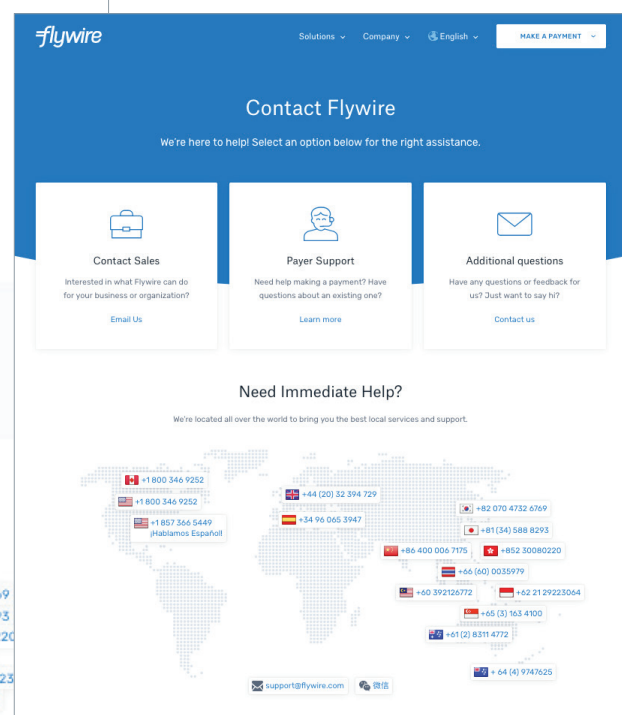 flywire
Solutions Company English MAKE A PAYMENT
Contact Flywire
We're here to help! Select an option below for the right assistance.
Contact Sales
Interested in what Flywire can do
for your business or organization?
Email Us
Payer Support
Need help making a payment? Have
questions about an existing one?
Learn more
Additional questions
Have any questions or feedback for
us? Just want to say hi?
Contact us
Need Immediate Help?
We're located all over the world to bring you the best local services and support.
+1 800 346 9252
+1 800 346 9252
+1 857 366 5449
¡Hablamos Español!
+44 (20) 32 394 729
+34 96 065 3947
+82 070 4732 6769
+81 (34) 588 8293
+86 400 006 7175
+852 30080220
+66 (60) 0035979
+60 392126772
+62 21 29223064
+65 (3) 163 4100
+61 (2) 8311 4772
+ 64 (4) 9747625
support@flywire.com
微信